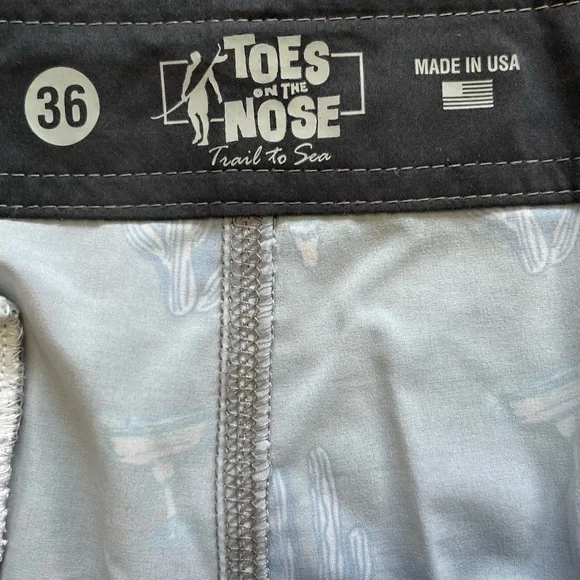 36
TOES
ON THE
NOSE
Trail to Sea
MADE IN USA